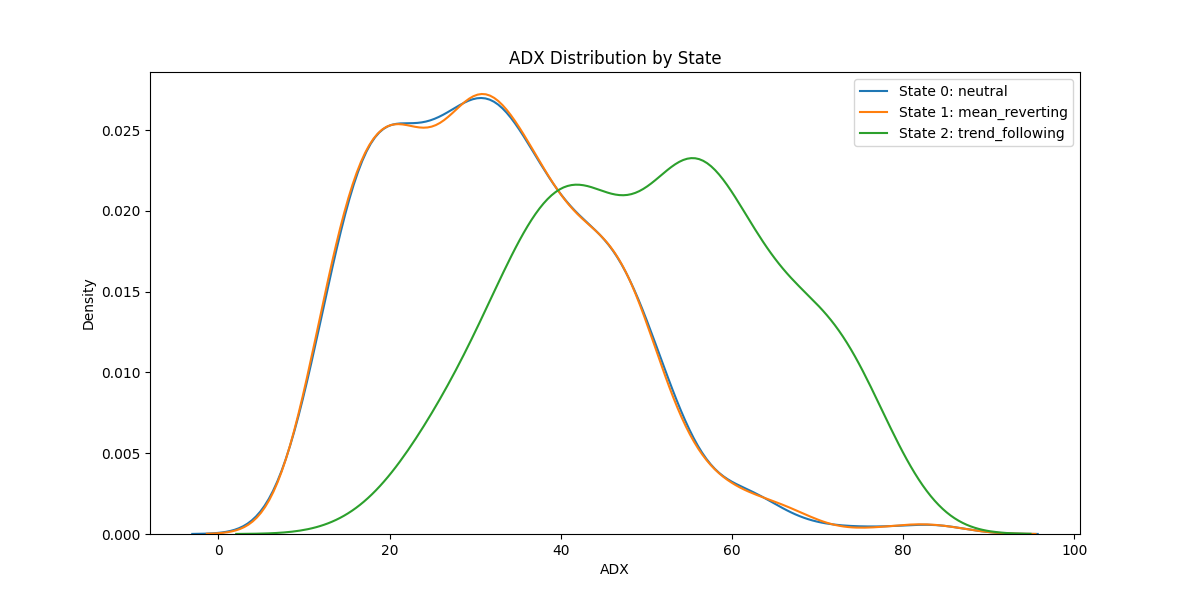 ADX Distribution by State
State 0: neutral
State 1: mean_reverting
State 2: trend_following
Density
0.025
0.020
0.015
0.010
0.005
0.000
0 20 40 60 80 100
ADX